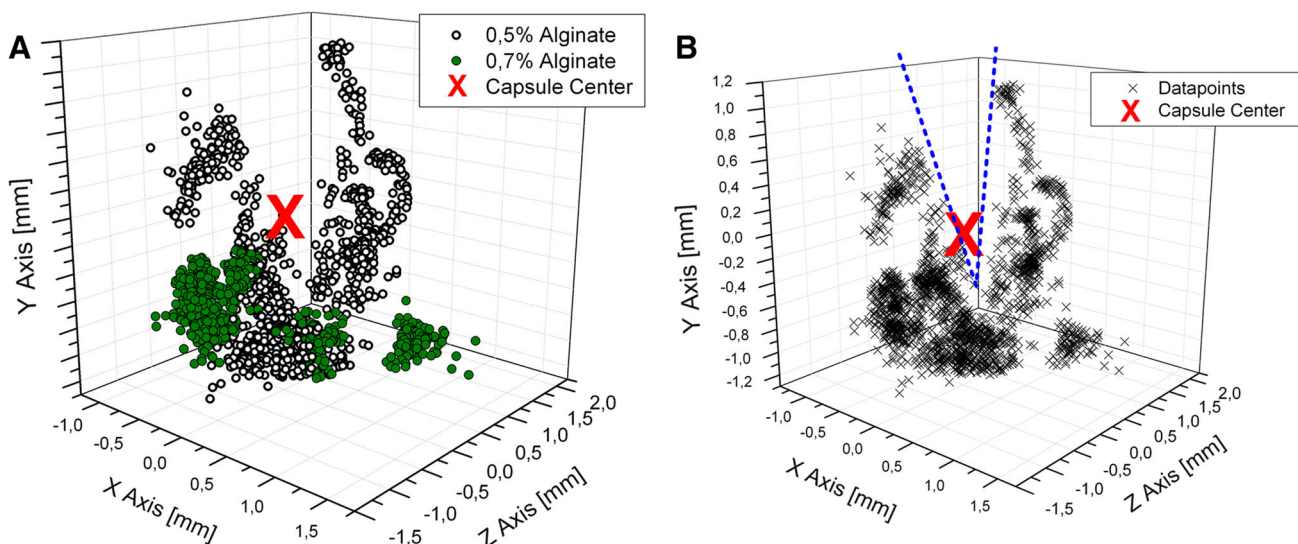 A
0,5% Alginate
0,7% Alginate
X Capsule Center
X
Y Axis [mm]
-1,0
-0,5
0,0
0,5
1,0
1,5
X Axis [mm]
-1,5
-1,0
-0,5
0,0
0,5
1,0
1,5
2,0
Z Axis [mm]
B
Datapoints
X Capsule Center
X
1,2
1,0
0,8
0,6
0,4
0,2
0,0
-0,2
-0,4
-0,6
-0,8
-1,0
-1,2
Y Axis [mm]
-1,0
-0,5
0,0
0,5
1,0
1,5
X Axis [mm]
-1,5
-1,0
-0,5
0,0
0,5
1,0
1,5
2,0
Z Axis [mm]